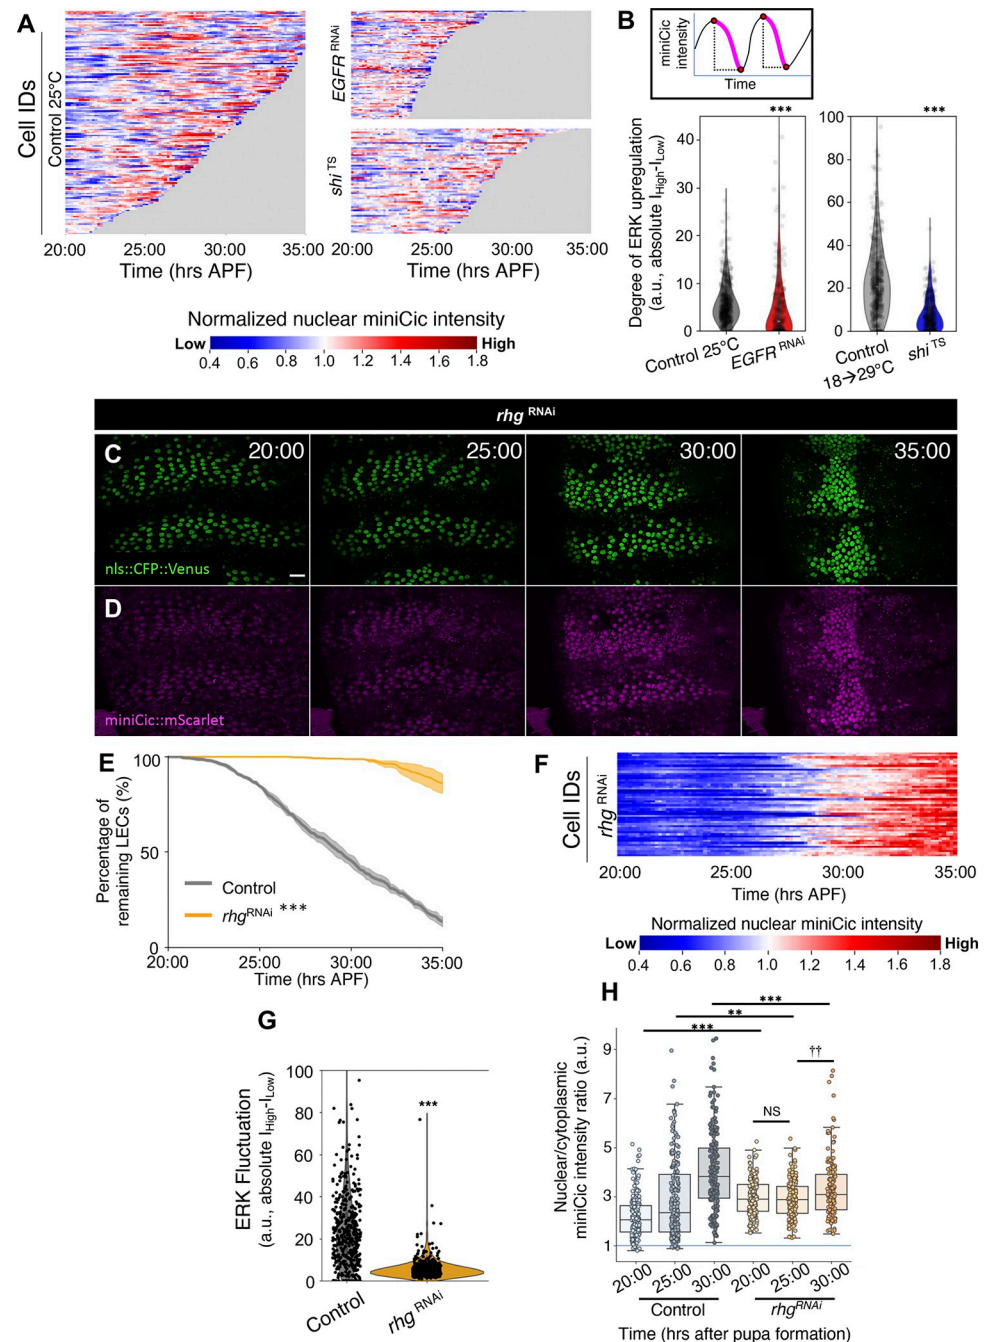 A
Cell IDs
Control 25°C
20:00 25:00 30:00 35:00
Time (hrs APF)
EGFR RNAi
shi TS
20:00 25:00 30:00 35:00
Time (hrs APF)
Normalized nuclear miniCic intensity
Low High
0.4 0.6 0.8 1.0 1.2 1.4 1.6 1.8
B
miniCic
intensity
Time
Degree of ERK upregulation
(a.u., absolute IHigh-ILow)
***
40
30
20
10
0
Control 25°C
EGFR RNAi
***
100
80
60
40
20
0
Control
18→29°C
shi TS
rhg RNAi
C
20:00
25:00
30:00
35:00
nls::CFP::Venus
D
miniCic::mScarlet
E
Percentage of
remaining LECs (%)
100
50
0
Control
rhgRNAi ***
20:00 25:00 30:00 35:00
Time (hrs APF)
F
Cell IDs
rhg RNAi
20:00 25:00 30:00 35:00
Time (hrs APF)
Normalized nuclear miniCic intensity
Low High
0.4 0.6 0.8 1.0 1.2 1.4 1.6 1.8
G
ERK Fluctuation
(a.u., absolute IHigh-ILow)
100
80
60
40
20
0
***
Control
rhg RNAi
H
Nuclear/cytoplasmic
miniCic intensity ratio (a.u.)
***
**
***
††
NS
9
7
5
3
1
20:00 25:00 30:00 20:00 25:00 30:00
Control rhgRNAi
Time (hrs after pupa formation)